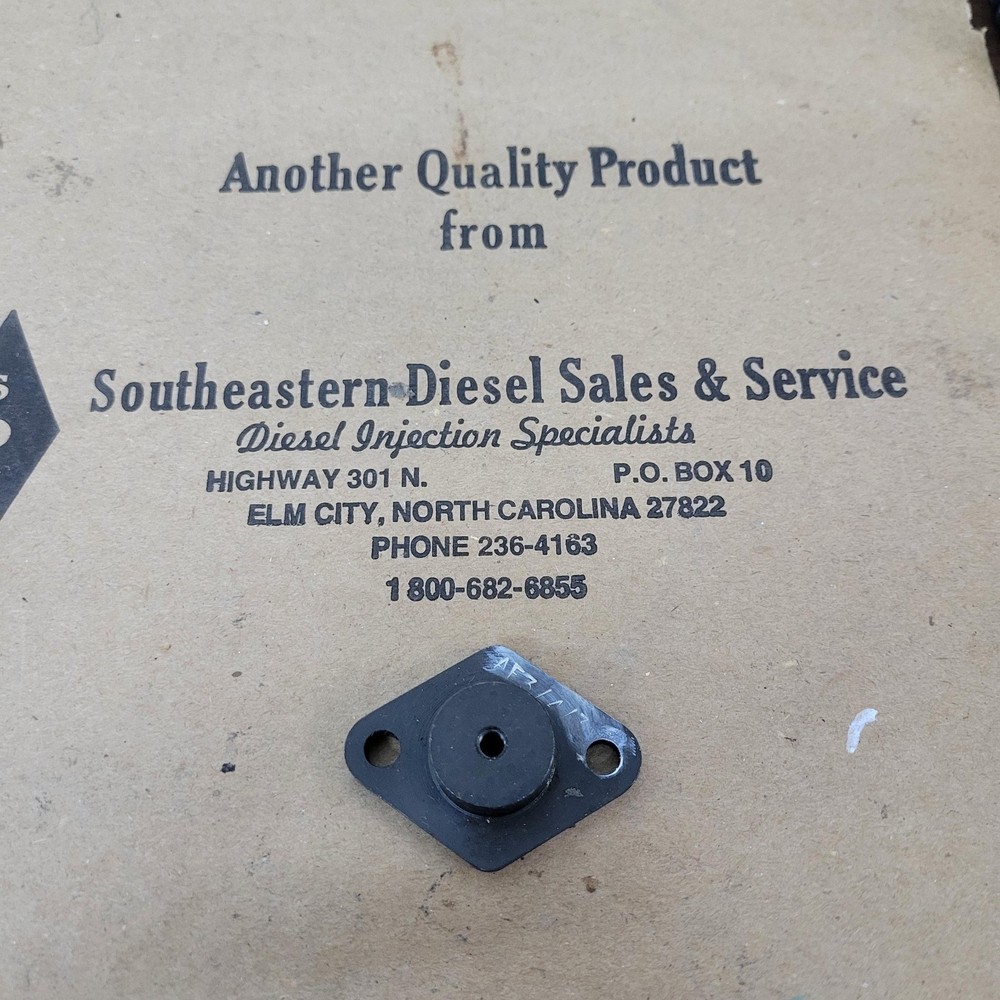 Another Quality Product
from
Southeastern Diesel Sales & Service
Diesel Injection Specialists
HIGHWAY 301 N. P.O. BOX 10
ELM CITY, NORTH CAROLINA 27822
PHONE 236-4163
1 800-682-6855